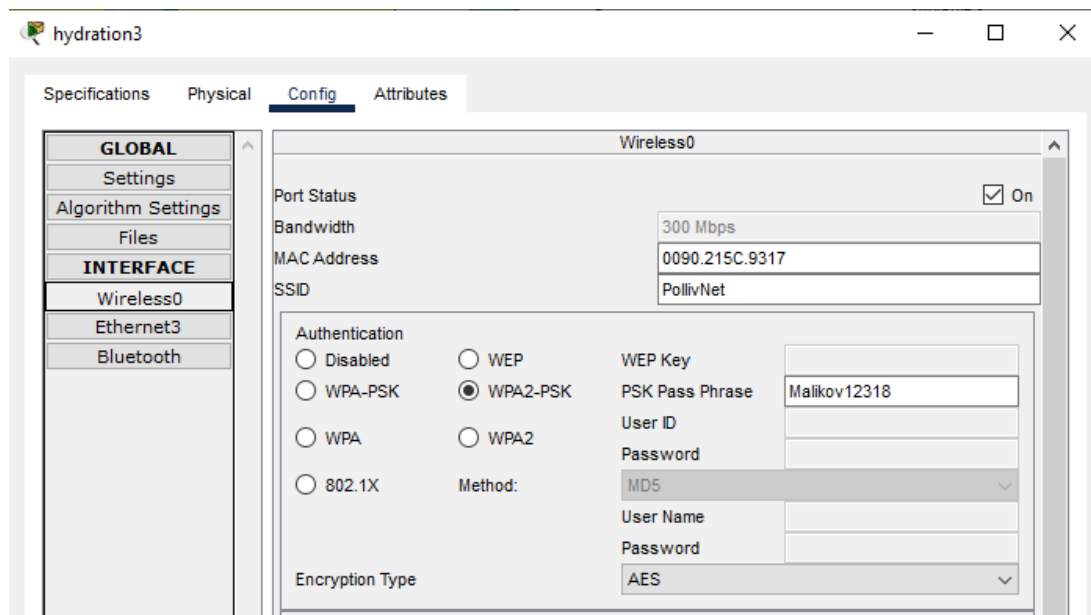 hydration3
Specifications Physical Config Attributes
GLOBAL
Settings
Algorithm Settings
Files
INTERFACE
Wireless0
Ethernet3
Bluetooth
Wireless0
Port Status On
Bandwidth 300 Mbps
MAC Address 0090.215C.9317
SSID PollivNet
Authentication
Disabled WEP WEP Key
WPA-PSK WPA2-PSK PSK Pass Phrase Malikov12318
User ID
WPA WPA2
Password
802.1X Method: MD5
User Name
Password
Encryption Type AES